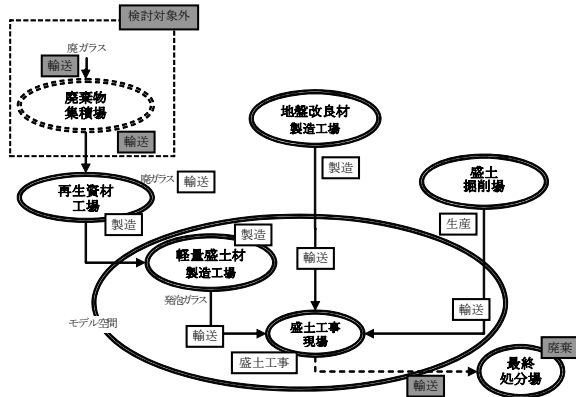 検討対象外
廃ガラス
輸送
廃棄物
集積場
輸送
地盤改良材
製造工場
製造
盛土
掘削場
生産
廃ガラス
輸送
再生資材
工場
製造
製造
軽量盛土材
製造工場
輸送
発泡ガラス
輸送
輸送
モデル空間
盛土工事
現場
盛土工事
廃棄
最終
処分場
輸送